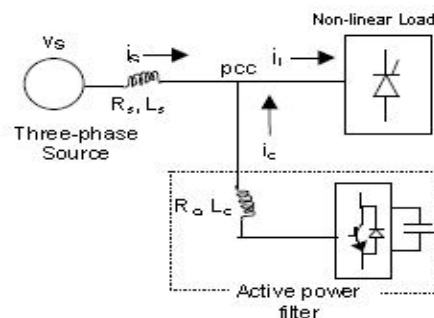 Non-linear Load
vs
is
pcc
il
Rs, Ls
Three-phase
Source
ic
Rc, Lc
Active power
filter